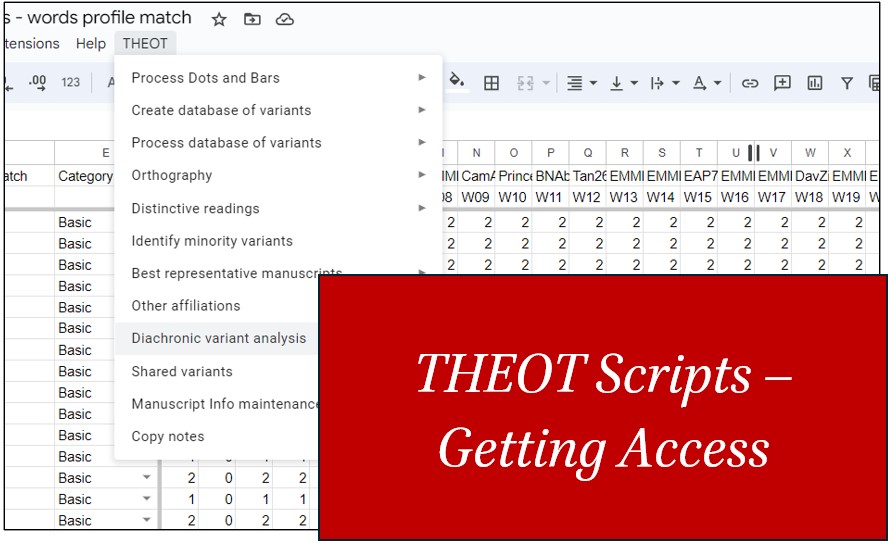 s - words profile match
tensions Help THEOT
.00 123
Process Dots and Bars
Create database of variants
Process database of variants
Orthography
Distinctive readings
Identify minority variants
Best representative manuscripts
Other affiliations
Diachronic variant analysis
Shared variants
Manuscript Info maintenance
Copy notes
E N O P Q R S T U V W X
atch Category MI CamA Prince BNAb Tan26 EMMI EMMI EAP7 EMMI EMMI DavZi EMMI E
08 W09 W10 W11 W12 W13 W14 W15 W16 W17 W18 W19
Basic 2 2 2 2 2 2 2 2 2 2 2 2
Basic 2 2 2 2 2 2 2 2 2 2 2 2
Basic 2 2 2 2 2 2 2 2 2 2 2 2
Basic
Basic
Basic
Basic
Basic
Basic
Basic
Basic
Basic
Basic 2 0 2 2
Basic 1 0 1 1
Basic 2 0 2 2
THEOT Scripts –
Getting Access